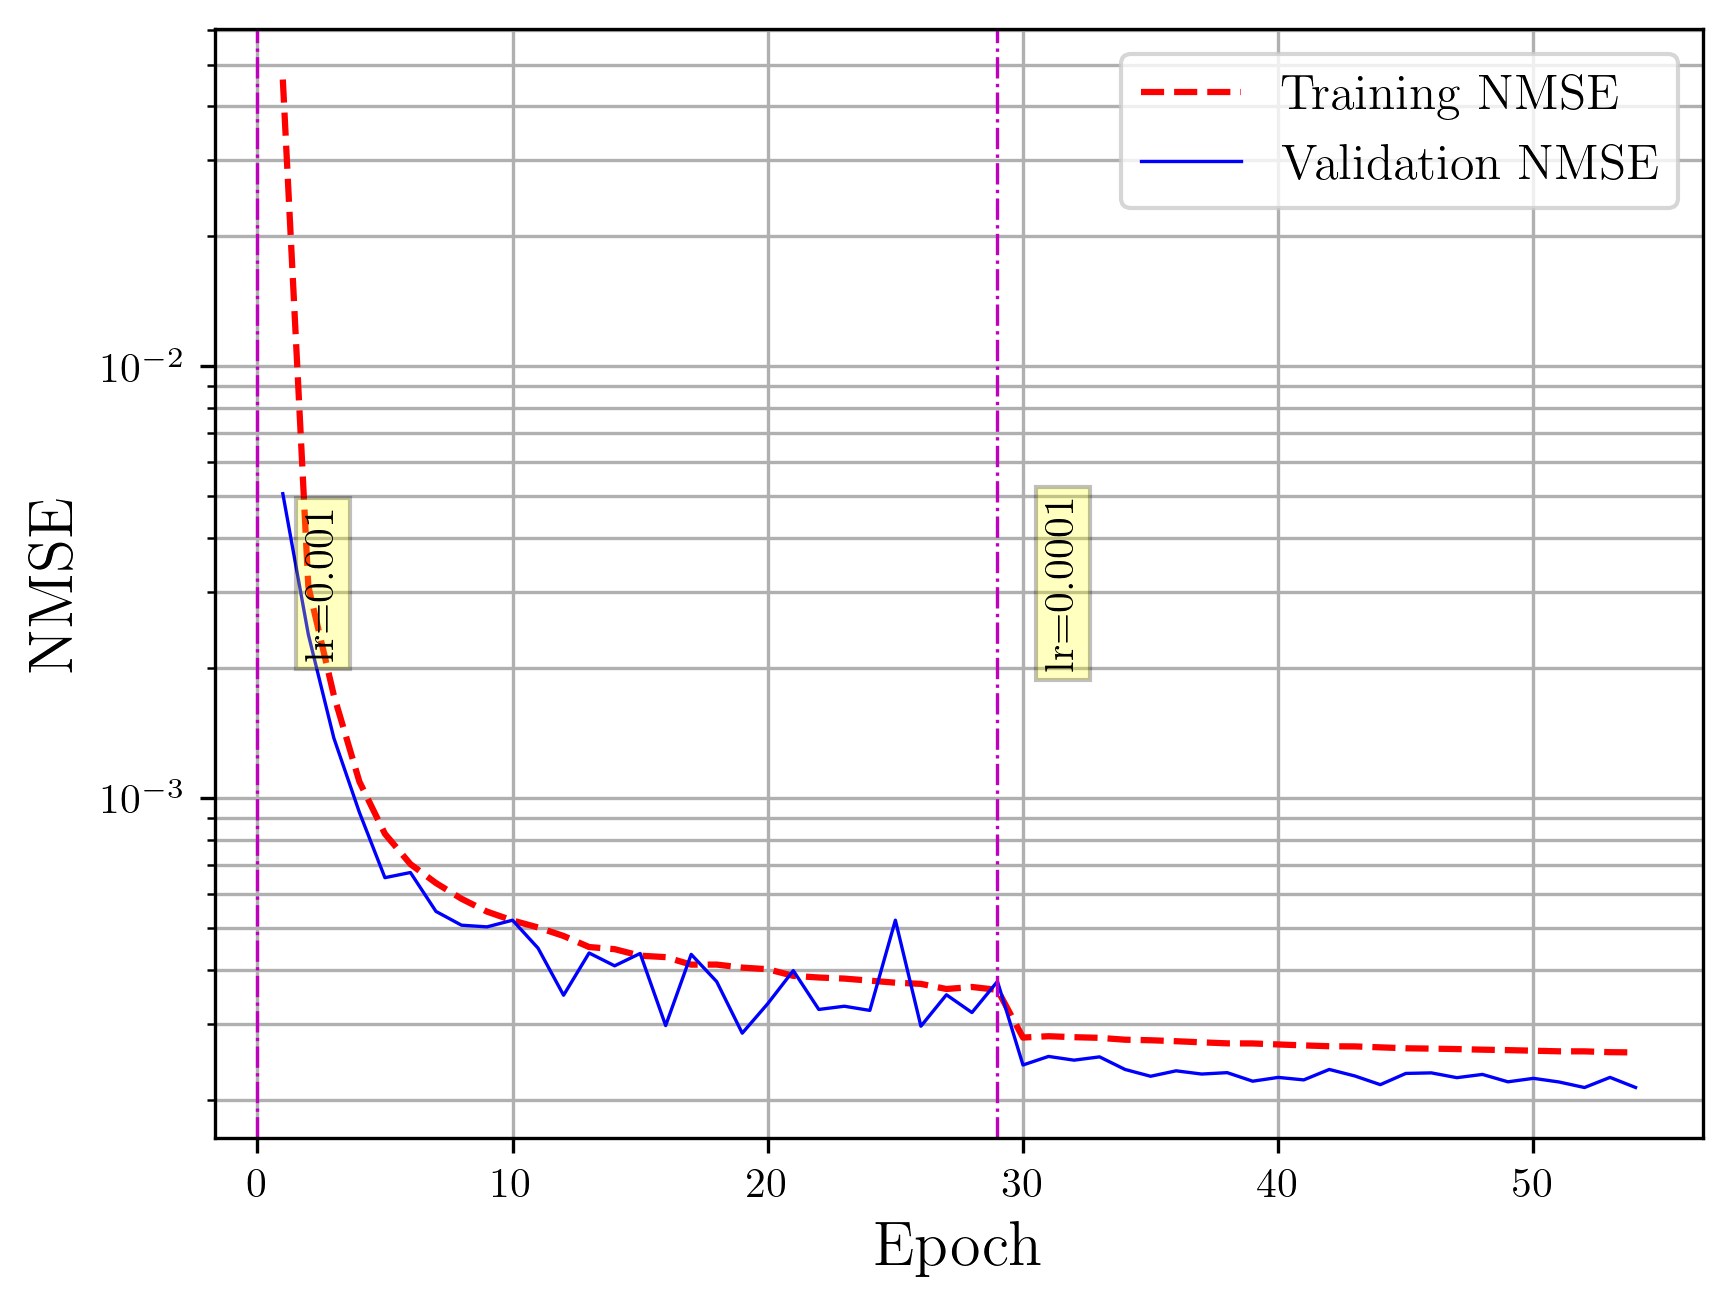 Training NMSE
Validation NMSE
10⁻²
10⁻³
NMSE
lr=0.001
lr=0.0001
0 10 20 30 40 50
Epoch